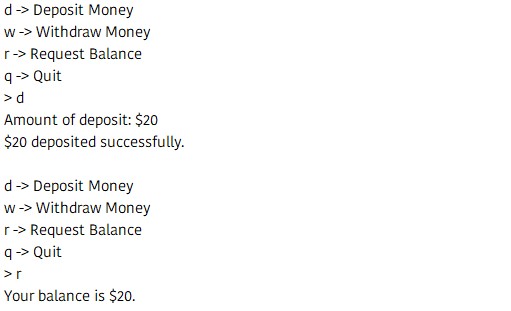 d -> Deposit Money
w -> Withdraw Money
r -> Request Balance
q -> Quit
> d
Amount of deposit: $20
$20 deposited successfully.

d -> Deposit Money
w -> Withdraw Money
r -> Request Balance
q -> Quit
> r
Your balance is $20.